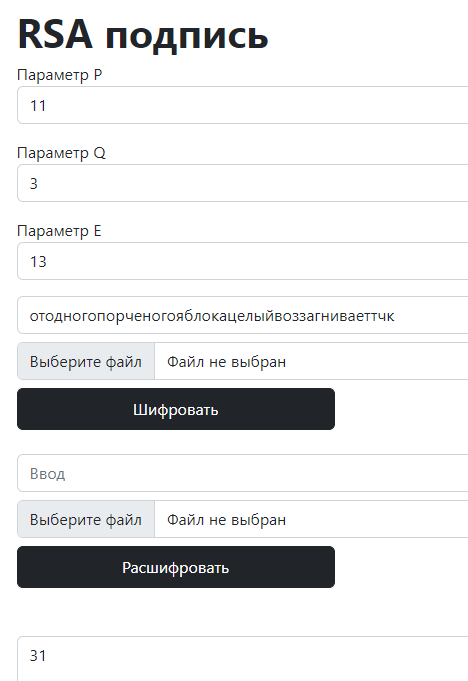 RSA подпись
Параметр P
11
Параметр Q
3
Параметр E
13
отодногопорченогояблокацелыйвоззагниваеттчк
Выберите файл Файл не выбран
Шифровать
Ввод
Выберите файл Файл не выбран
Расшифровать
31